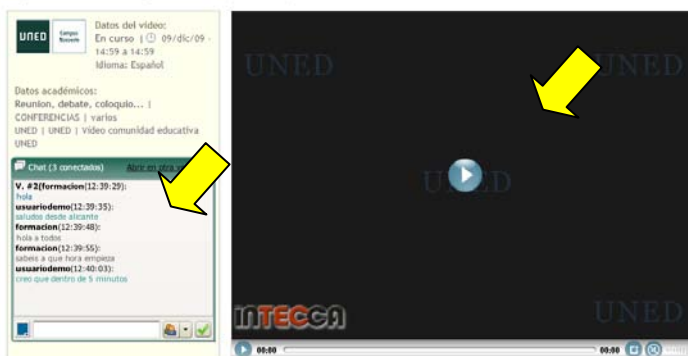 UNED
Campus
Noroeste
Datos del video:
En curso | 09/dic/09 -
14:59 a 14:59
Idioma: Español
Datos académicos:
Reunion, debate, coloquio... |
CONFERENCIAS | varios
UNED | UNED | Video comunidad educativa
UNED
Chat (3 conectados) Abrir en otra
V. #2(formacion(12:39:29):
hola
usuariodemo(12:39:35):
saludos desde alicante
formacion(12:39:48):
hola a todos
formacion(12:39:55):
sabeis a que hora empieza
usuariodemo(12:40:03):
creo que dentro de 5 minutos
UNED
UNED
UNED
INTECCA
UNED
00:00
00:00